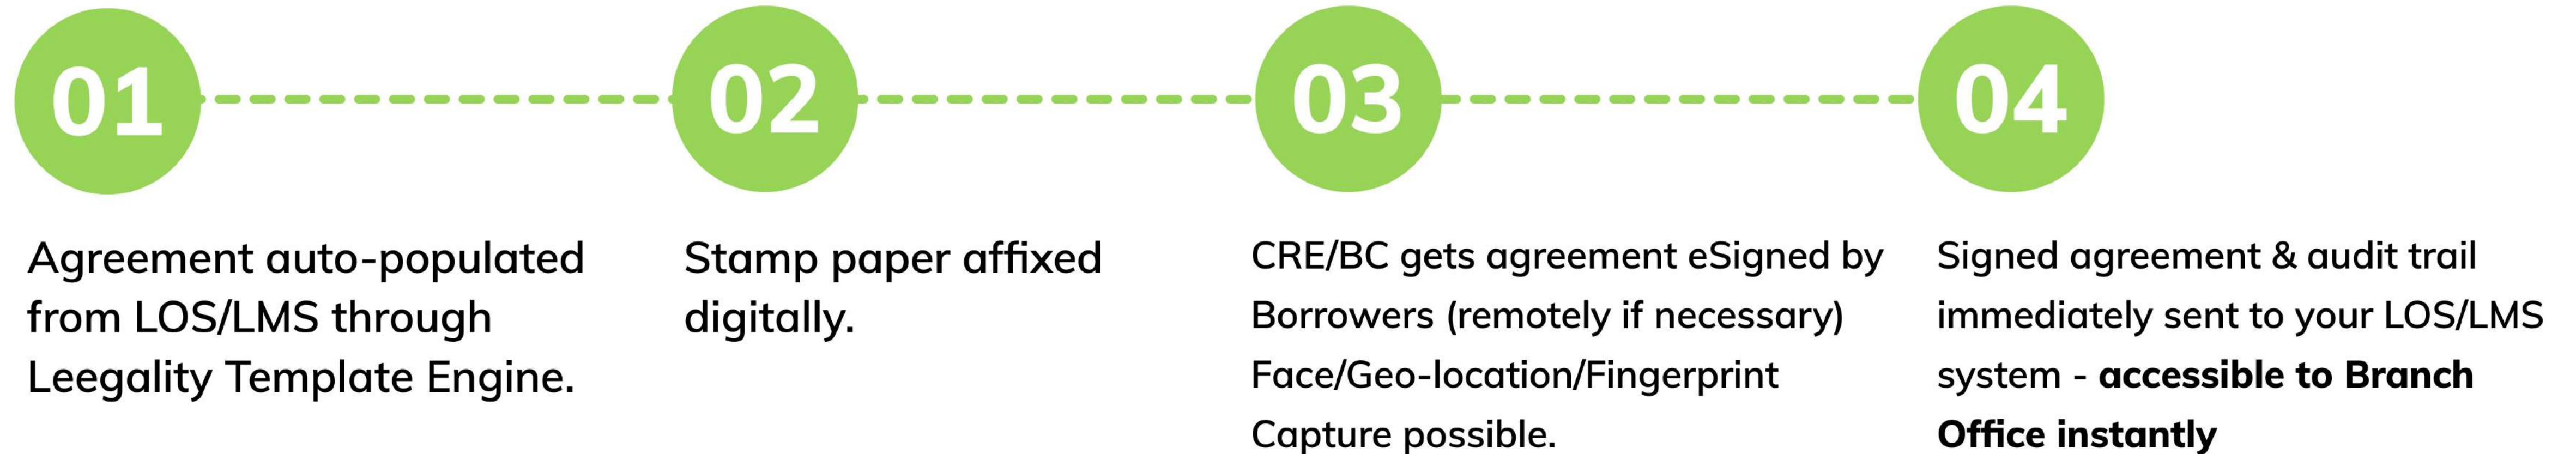 01
Agreement auto-populated
from LOS/LMS through
Leegality Template Engine.
02
Stamp paper affixed
digitally.
03
CRE/BC gets agreement eSigned by
Borrowers (remotely if necessary)
Face/Geo-location/Fingerprint
Capture possible.
04
Signed agreement & audit trail
immediately sent to your LOS/LMS
system - accessible to Branch
Office instantly